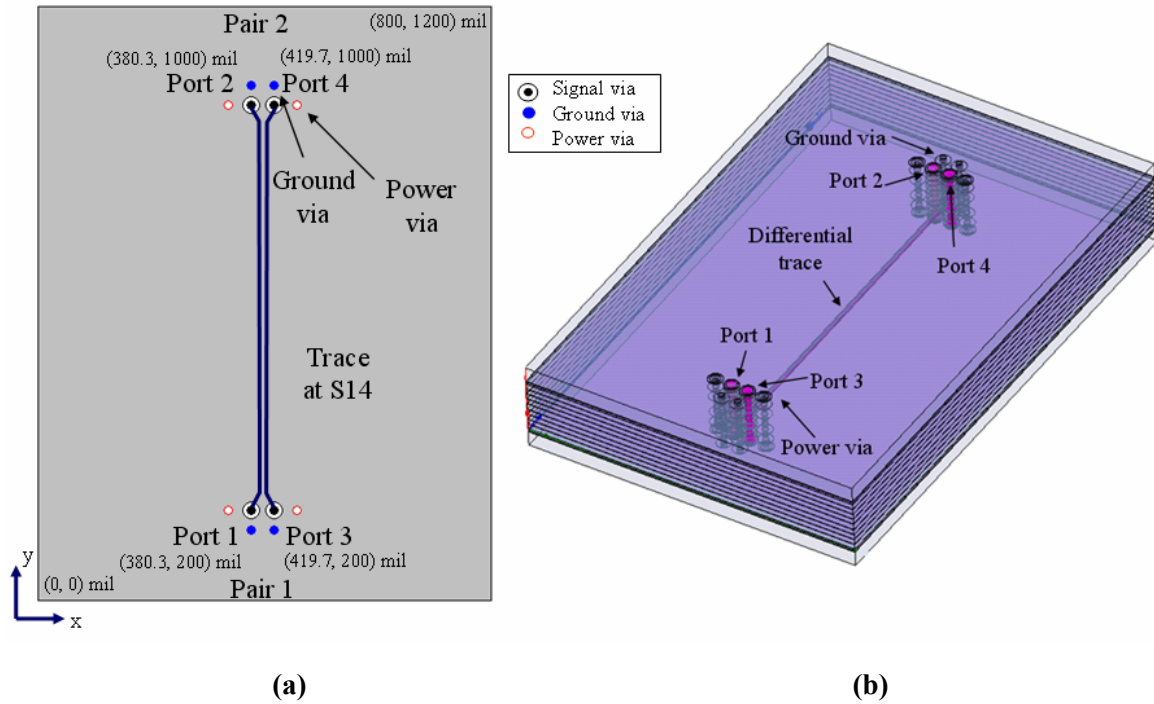 Pair 2
(800, 1200) mil
(380.3, 1000) mil
(419.7, 1000) mil
Port 2
Port 4
Ground
via
Power
via
Trace
at S14
Port 1
Port 3
(380.3, 200) mil
(419.7, 200) mil
(0, 0) mil
Pair 1
y
x
Signal via
Ground via
Power via
Ground via
Port 2
Port 4
Differential
trace
Port 1
Port 3
Power via
(a)
(b)